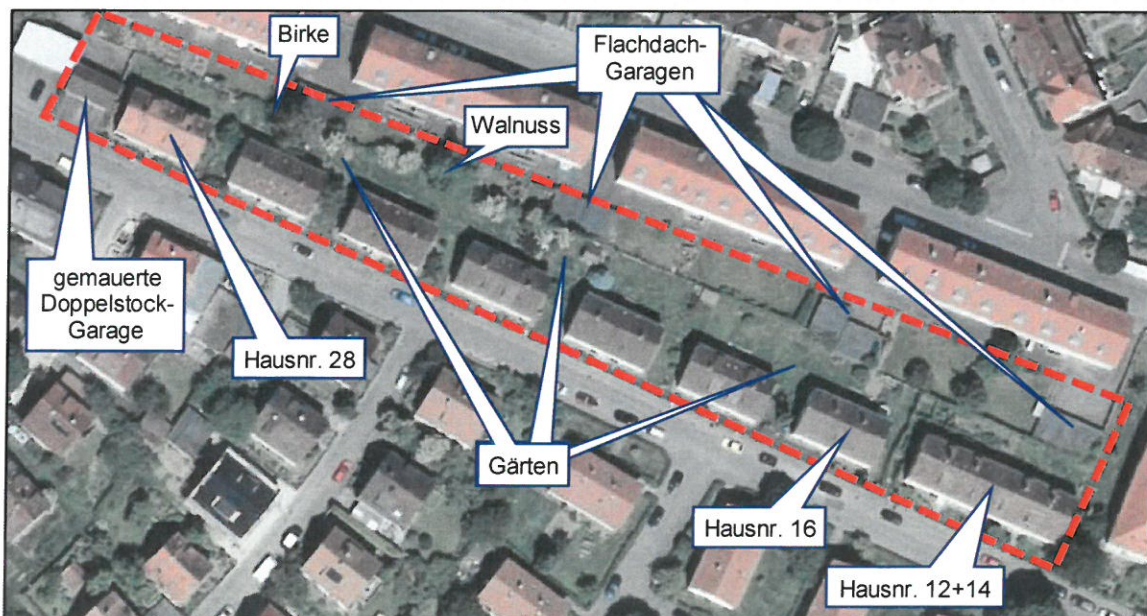 Birke
Flachdach-
Garagen
Walnuss
gemauerte
Doppelstock-
Garage
Hausnr. 28
Gärten
Hausnr. 16
Hausnr. 12+14